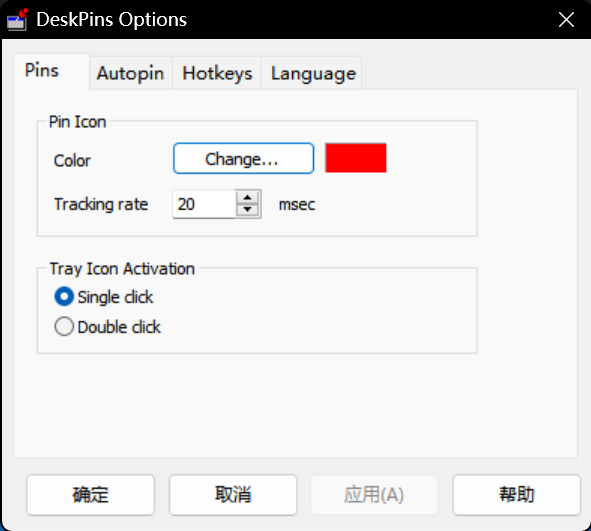 DeskPins Options
Pins Autopin Hotkeys Language
Pin Icon
Color Change...
Tracking rate 20 msec
Tray Icon Activation
Single click
Double click
确定 取消 应用(A) 帮助